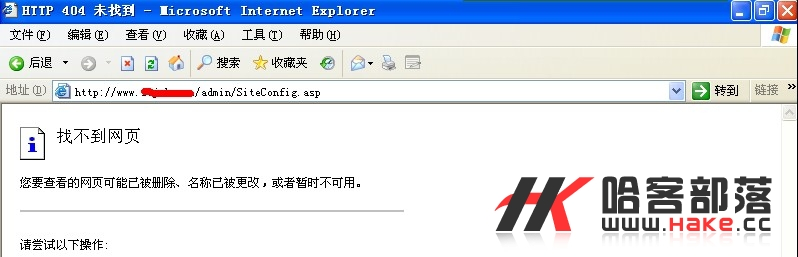 HTTP 404 未找到 - Microsoft Internet Explorer
文件(F) 编辑(E) 查看(V) 收藏(A) 工具(T) 帮助(H)
后退 搜索 收藏夹
地址(D) http://www. /admin/SiteConfig.asp 转到 链接 »
找不到网页
您要查看的网页可能已被删除、名称已被更改,或者暂时不可用。
请尝试以下操作:
HK 哈客部落
www.HAKE.cc